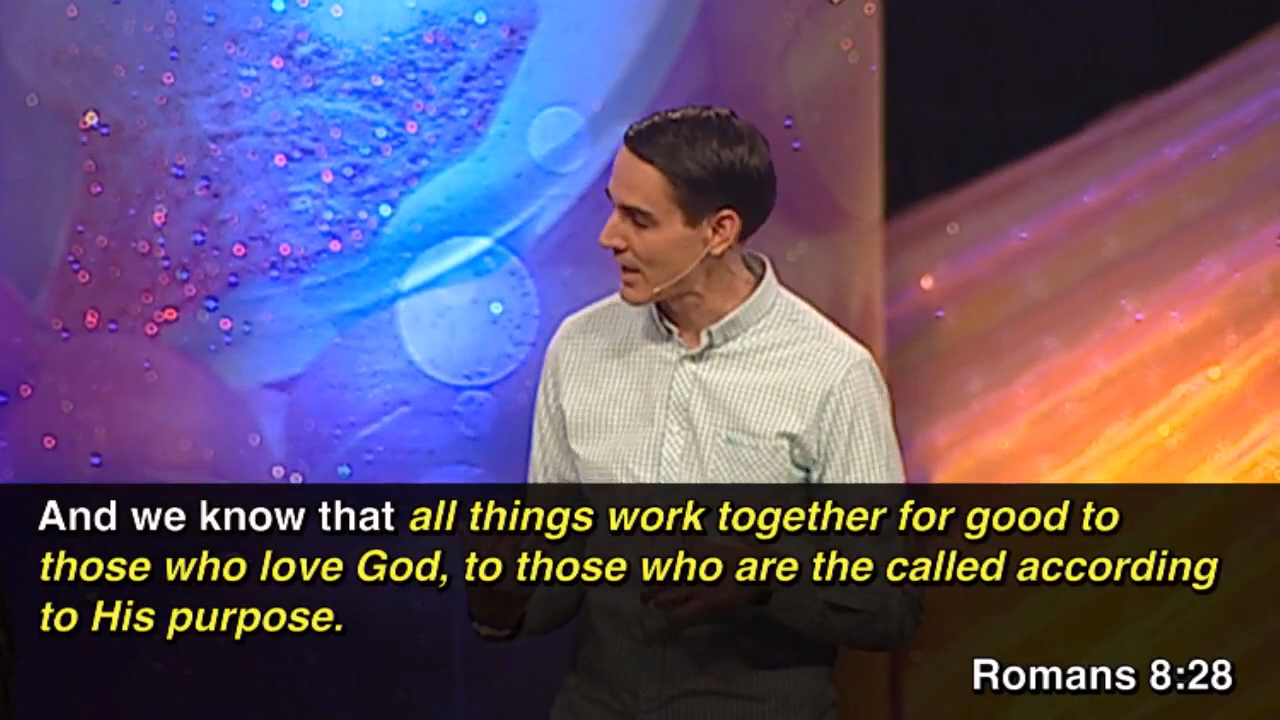 And we know that all things work together for good to
those who love God, to those who are the called according
to His purpose.
Romans 8:28